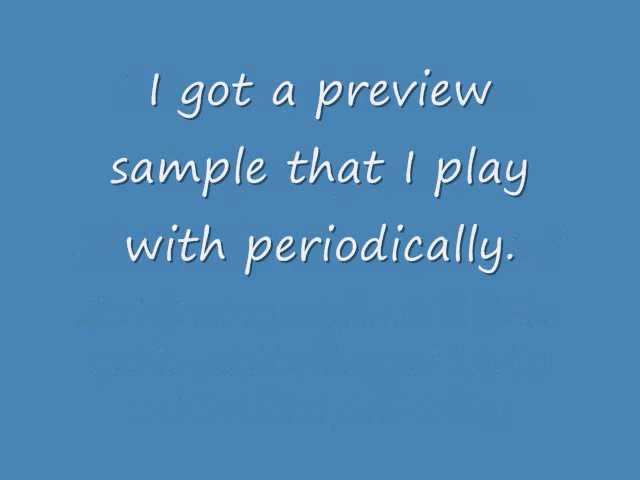 I got a preview
sample that I play
with periodically.